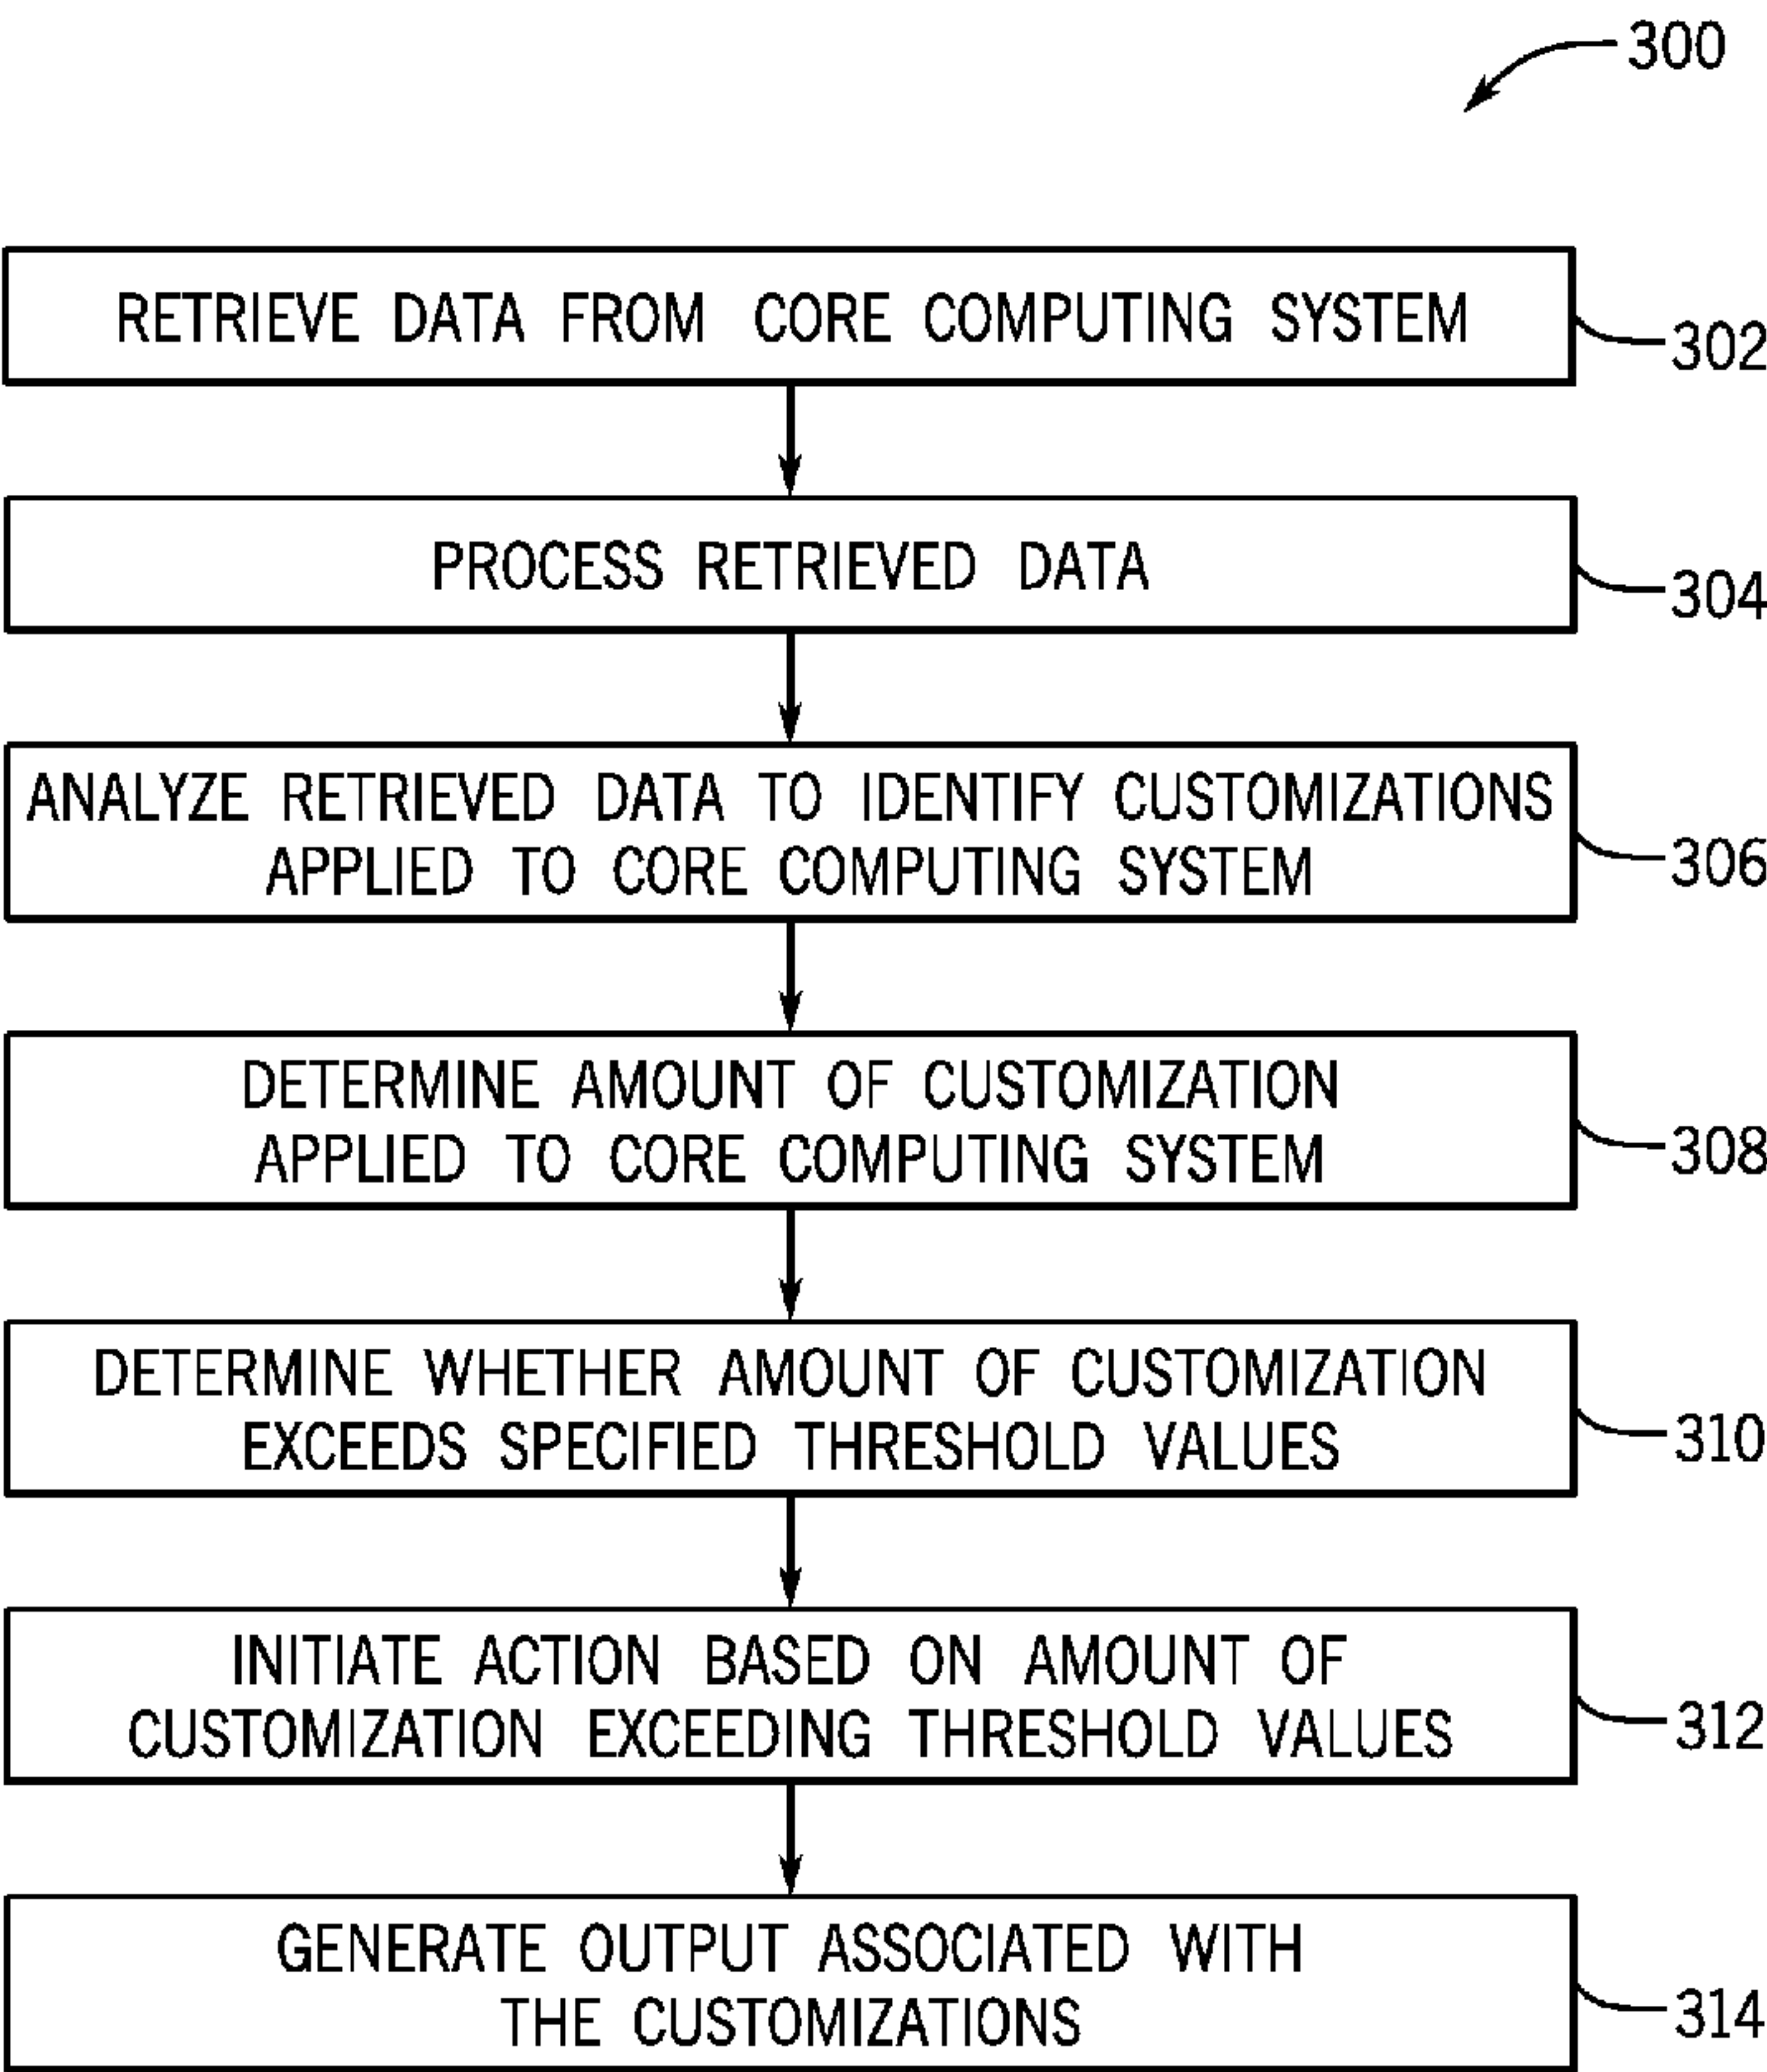 300
RETRIEVE DATA FROM CORE COMPUTING SYSTEM
302
PROCESS RETRIEVED DATA
304
ANALYZE RETRIEVED DATA TO IDENTIFY CUSTOMIZATIONS
APPLIED TO CORE COMPUTING SYSTEM
306
DETERMINE AMOUNT OF CUSTOMIZATION
APPLIED TO CORE COMPUTING SYSTEM
308
DETERMINE WHETHER AMOUNT OF CUSTOMIZATION
EXCEEDS SPECIFIED THRESHOLD VALUES
310
INITIATE ACTION BASED ON AMOUNT OF
CUSTOMIZATION EXCEEDING THRESHOLD VALUES
312
GENERATE OUTPUT ASSOCIATED WITH
THE CUSTOMIZATIONS
314